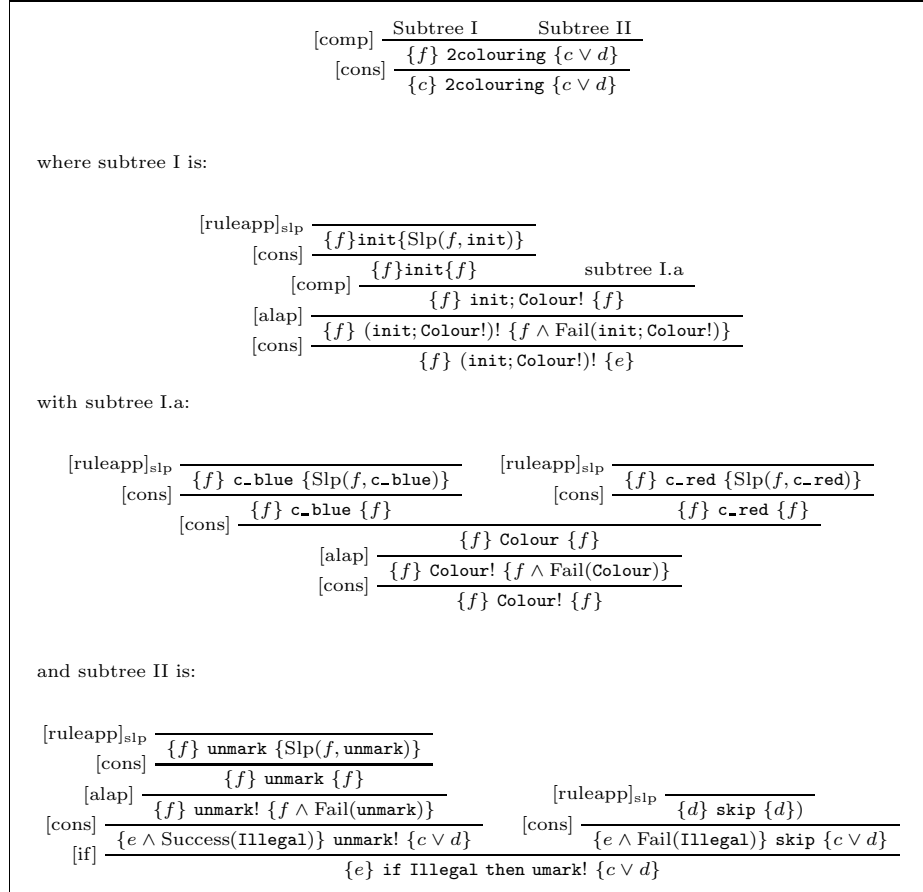 Subtree I Subtree II
[comp]
{f} 2colouring {c ∨ d}
[cons]
{c} 2colouring {c ∨ d}
where subtree I is:
[ruleapp]slp
{f}init{Slp(f, init)}
[cons]
{f}init{f} subtree I.a
[comp]
{f} init; Colour! {f}
[alap]
{f} (init; Colour!)! {f ∧ Fail(init; Colour!)}
[cons]
{f} (init; Colour!)! {e}
with subtree I.a:
[ruleapp]slp [ruleapp]slp
{f} c_blue {Slp(f, c_blue)} {f} c_red {Slp(f, c_red)}
[cons] [cons]
{f} c_blue {f} {f} c_red {f}
[cons]
{f} Colour {f}
[alap]
{f} Colour! {f ∧ Fail(Colour)}
[cons]
{f} Colour! {f}
and subtree II is:
[ruleapp]slp
{f} unmark {Slp(f, unmark)}
[cons]
{f} unmark {f}
[alap] [ruleapp]slp
{f} unmark! {f ∧ Fail(unmark)} {d} skip {d})
[cons] [cons]
{e ∧ Success(Illegal)} unmark! {c ∨ d} {e ∧ Fail(Illegal)} skip {c ∨ d}
[if]
{e} if Illegal then umark! {c ∨ d}